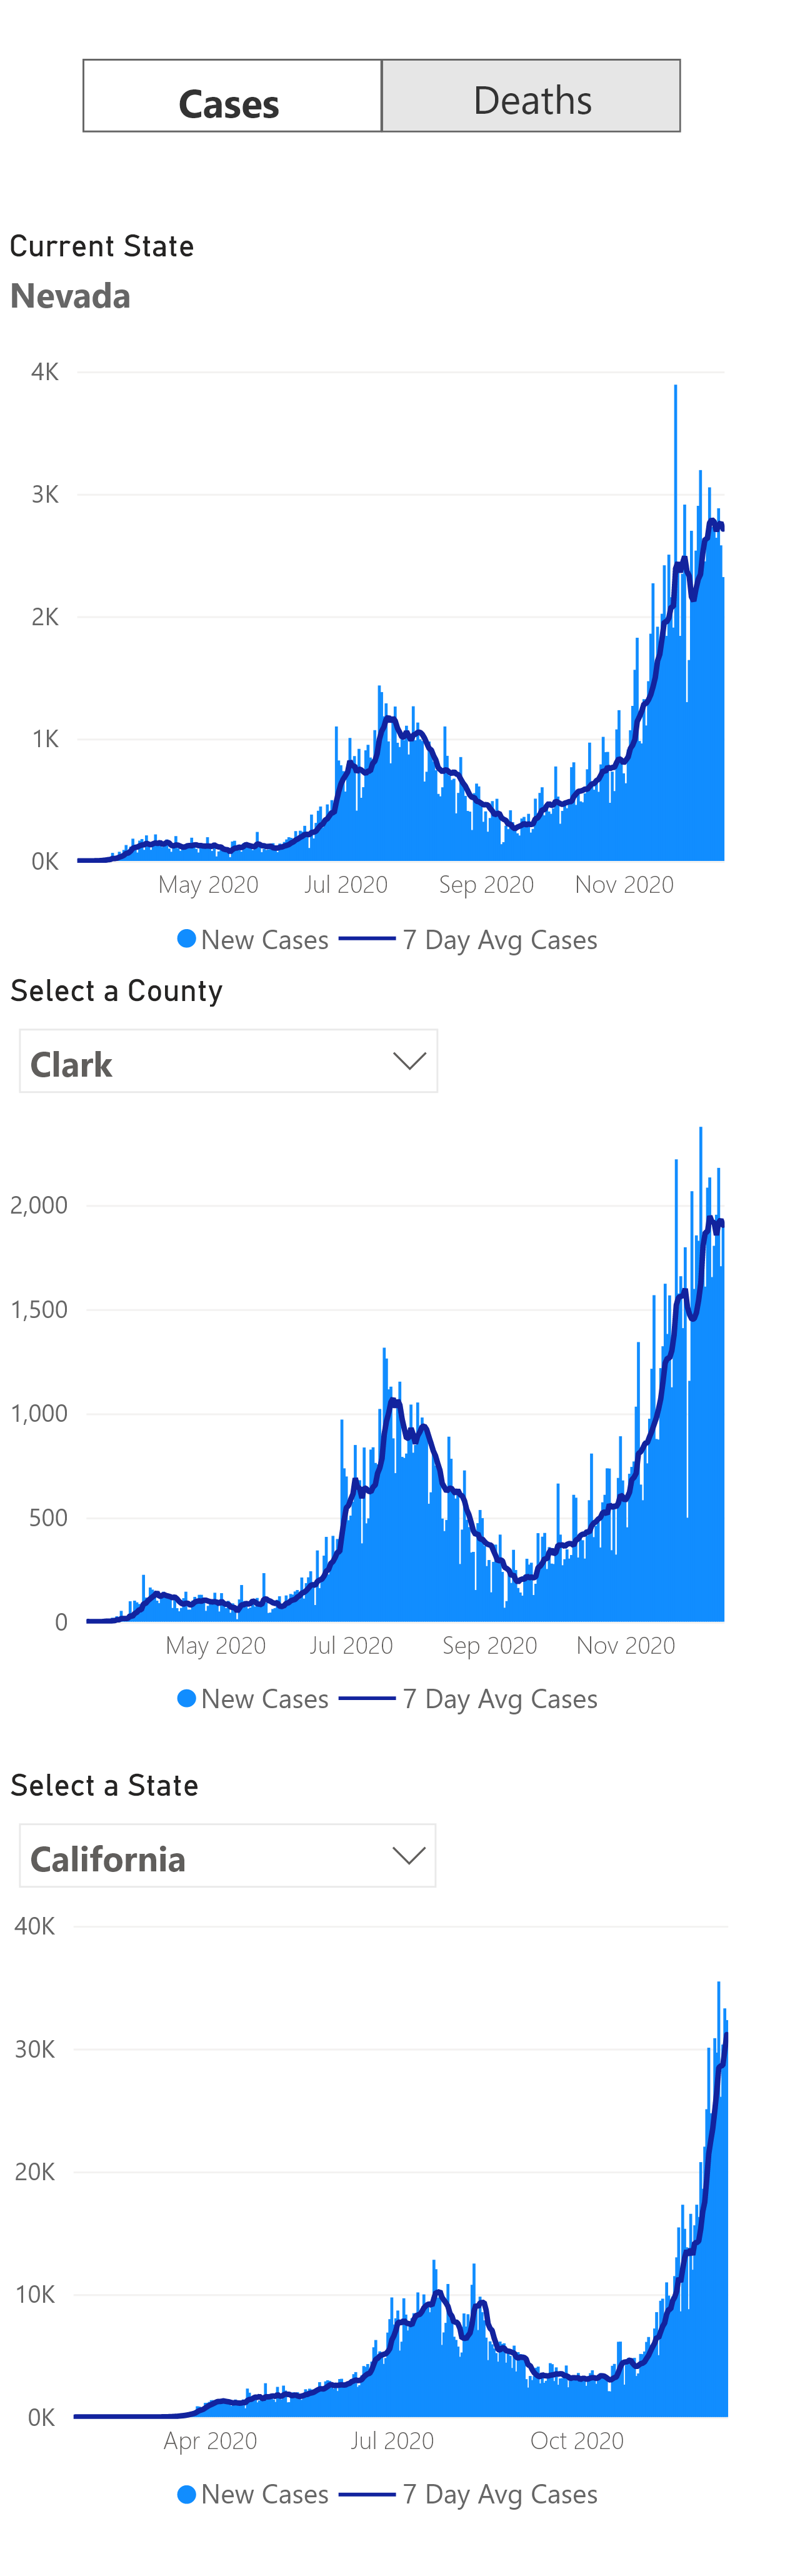 Cases Deaths
Current State
Nevada
4K
3K
2K
1K
0K
May 2020 Jul 2020 Sep 2020 Nov 2020
New Cases 7 Day Avg Cases
Select a County
Clark
2,000
1,500
1,000
500
0
May 2020 Jul 2020 Sep 2020 Nov 2020
New Cases 7 Day Avg Cases
Select a State
California
40K
30K
20K
10K
0K
Apr 2020 Jul 2020 Oct 2020
New Cases 7 Day Avg Cases